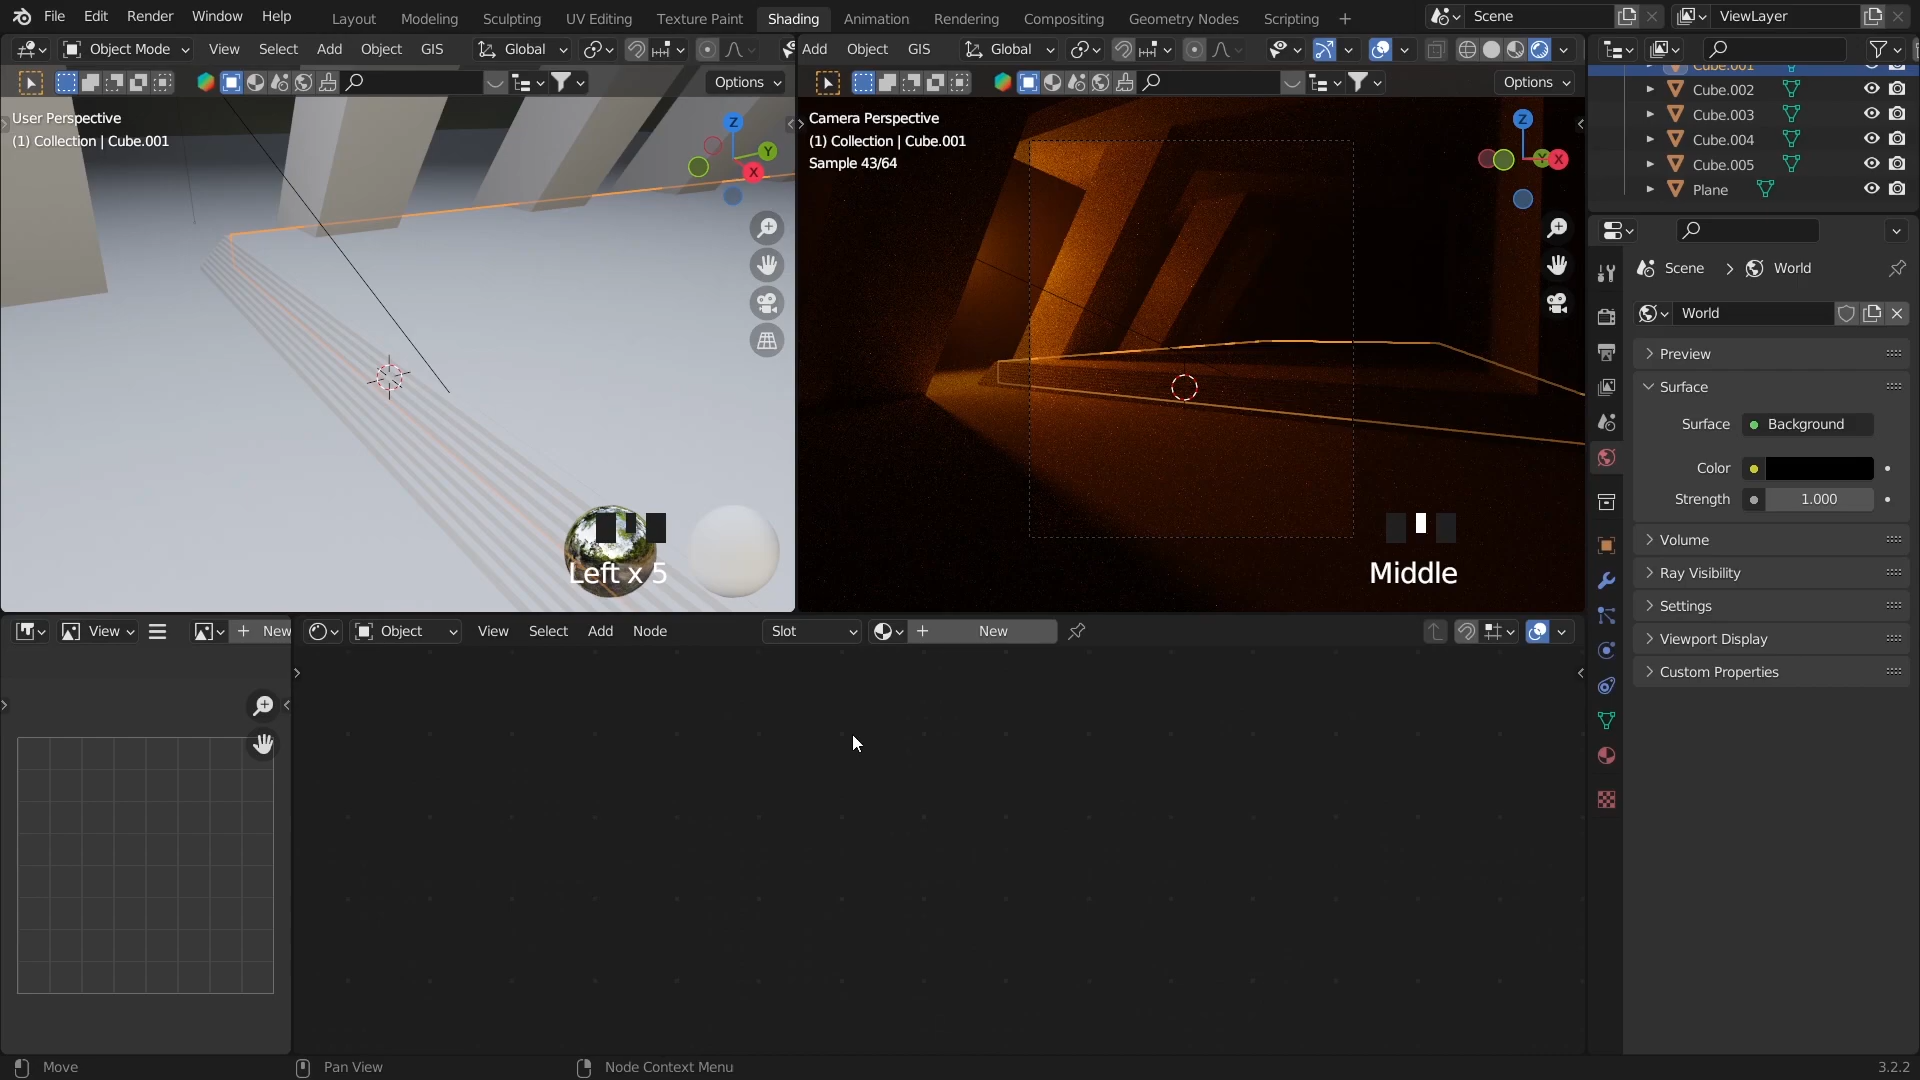 File Edit Render Window Help
Layout Modeling Sculpting UV Editing Texture Paint Shading Animation Rendering Compositing Geometry Nodes Scripting +
Scene ViewLayer
Object Mode View Select Add Object GIS Global
Add Object GIS Global
Options
Options
User Perspective
(1) Collection | Cube.001
Z
Y
X
Left x 5
Camera Perspective
(1) Collection | Cube.001
Sample 43/64
Z
Y
X
Middle
Cube.001
Cube.002
Cube.003
Cube.004
Cube.005
Plane
Scene > World
World
Preview
Surface
Surface Background
Color
Strength 1.000
Volume
Ray Visibility
Settings
Viewport Display
Custom Properties
View + New
Object View Select Add Node Slot + New
Move Pan View Node Context Menu 3.2.2